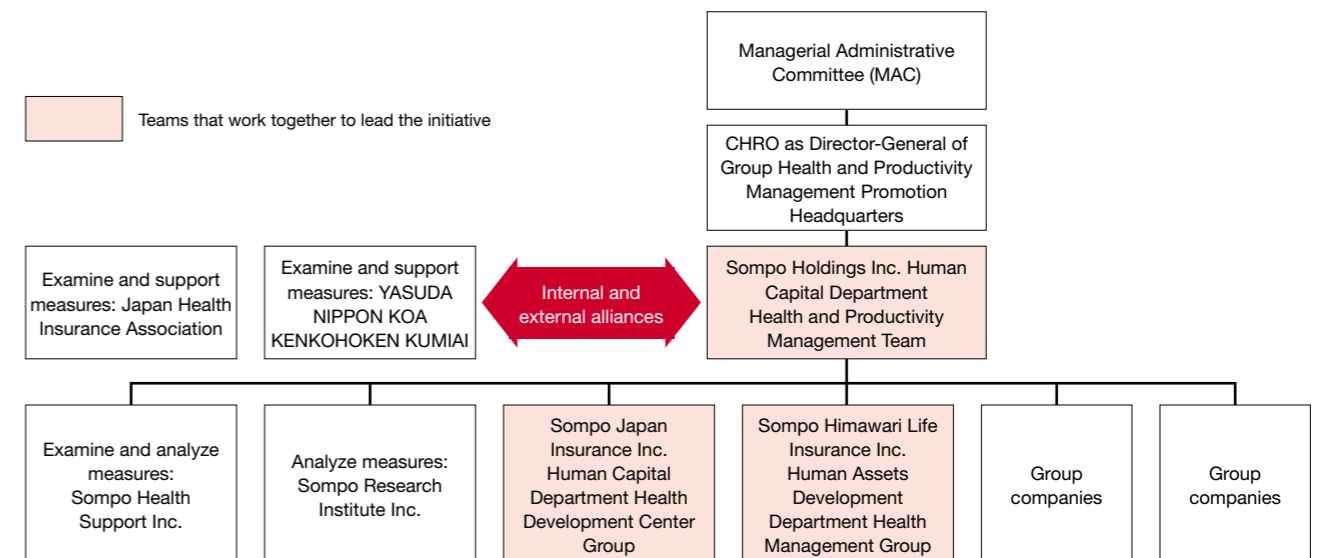 Managerial Administrative
Committee (MAC)
Teams that work together to lead the initiative
CHRO as Director-General of
Group Health and Productivity
Management Promotion
Headquarters
Examine and support
measures: Japan Health
Insurance Association
Examine and support
measures: YASUDA
NIPPON KOA
KENKOHOKEN KUMIAI
Internal and
external alliances
Sompo Holdings Inc. Human
Capital Department
Health and Productivity
Management Team
Examine and analyze
measures:
Sompo Health
Support Inc.
Analyze measures:
Sompo Research
Institute Inc.
Sompo Japan
Insurance Inc.
Human Capital
Department Health
Development Center
Group
Sompo Himawari Life
Insurance Inc.
Human Assets
Development
Department Health
Management Group
Group
companies
Group
companies